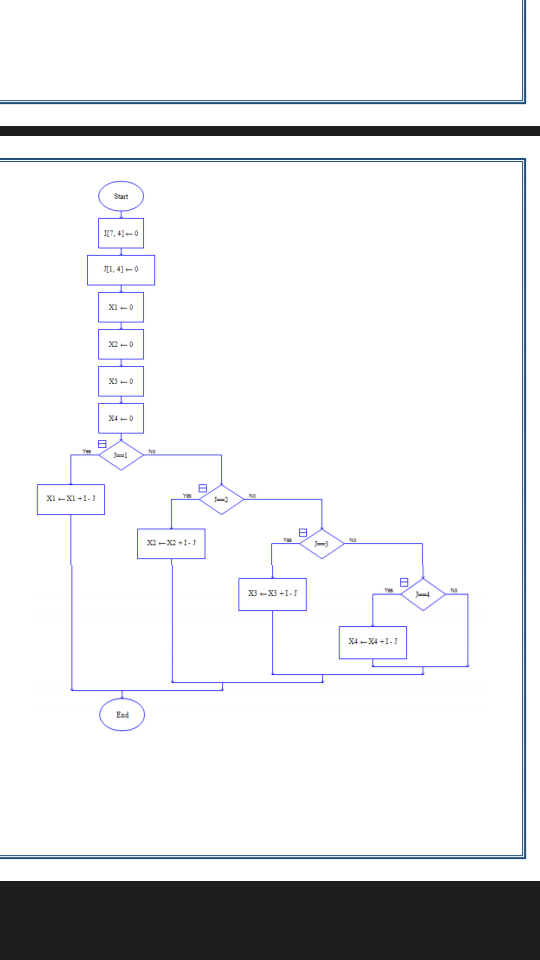 Start
I[7, 4] ← 0
J[1, 4] ← 0
X1 ← 0
X2 ← 0
X3 ← 0
X4 ← 0
Yes
J==1
No
X1 ← X1 + I - J
Yes
J==2
No
X2 ← X2 + I - J
Yes
J==3
No
X3 ← X3 + I - J
Yes
J==4
No
X4 ← X4 + I - J
End